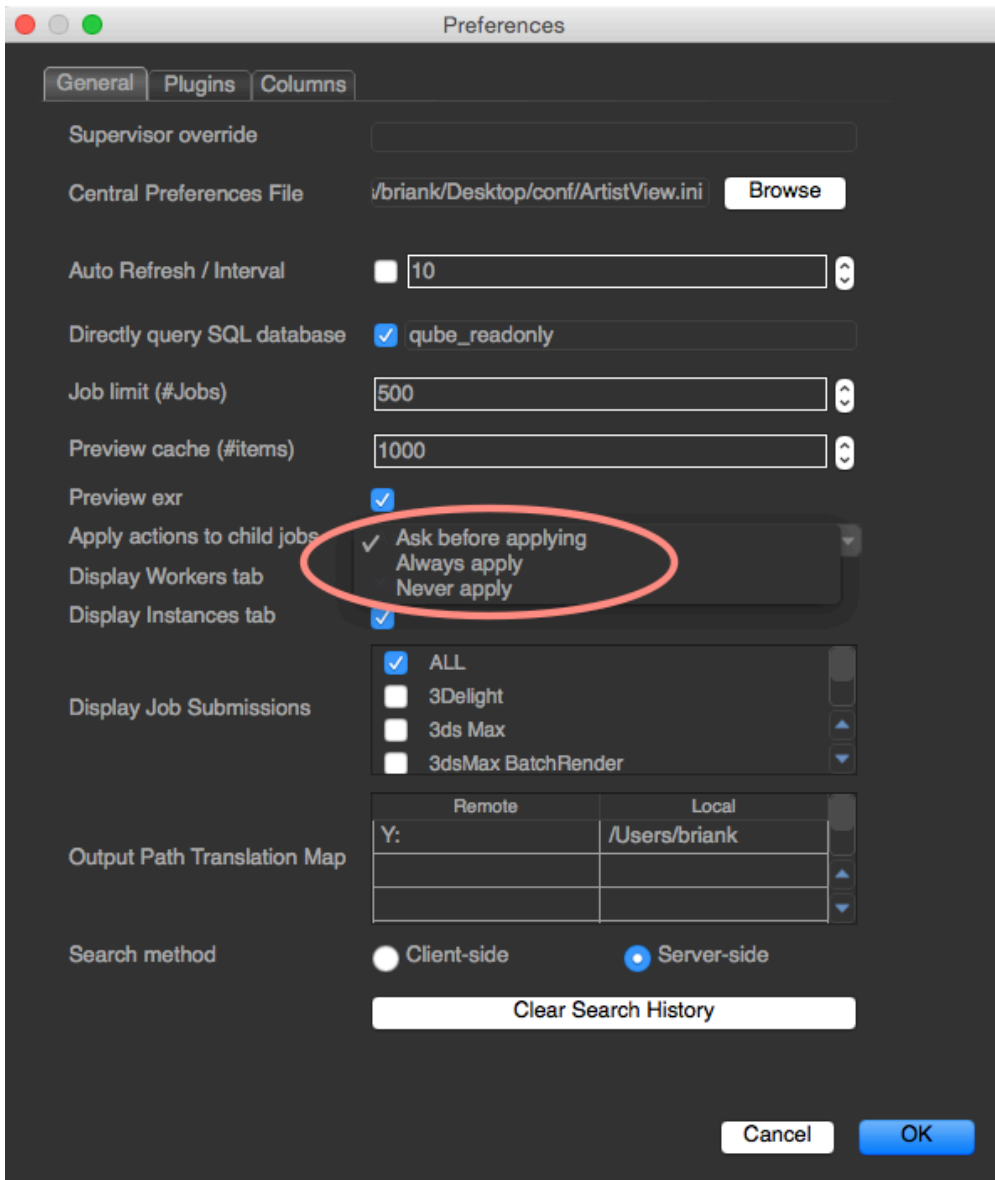 Preferences
General Plugins Columns
Supervisor override
Central Preferences File /briank/Desktop/conf/ArtistView.ini Browse
Auto Refresh / Interval 10
Directly query SQL database qube_readonly
Job limit (#Jobs) 500
Preview cache (#items) 1000
Preview exr
Apply actions to child jobs Ask before applying
Always apply
Display Workers tab Never apply
Display Instances tab
ALL
3Delight
Display Job Submissions
3ds Max
3dsMax BatchRender
Remote Local
Y: /Users/briank
Output Path Translation Map
Search method Client-side Server-side
Clear Search History
Cancel OK